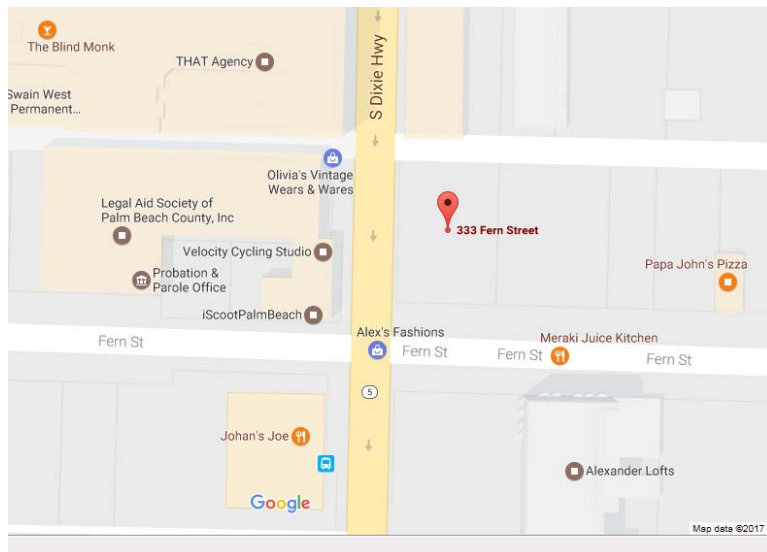 The Blind Monk
THAT Agency
S Dixie Hwy
Swain West
Permanent...
Olivia's Vintage
Wears & Wares
Legal Aid Society of
Palm Beach County, Inc
333 Fern Street
Velocity Cycling Studio
Papa John's Pizza
Probation &
Parole Office
iScootPalmBeach
Alex's Fashions
Meraki Juice Kitchen
Fern St
Fern St
Fern St
Fern St
5
Johan's Joe
Alexander Lofts
Google
Map data ©2017